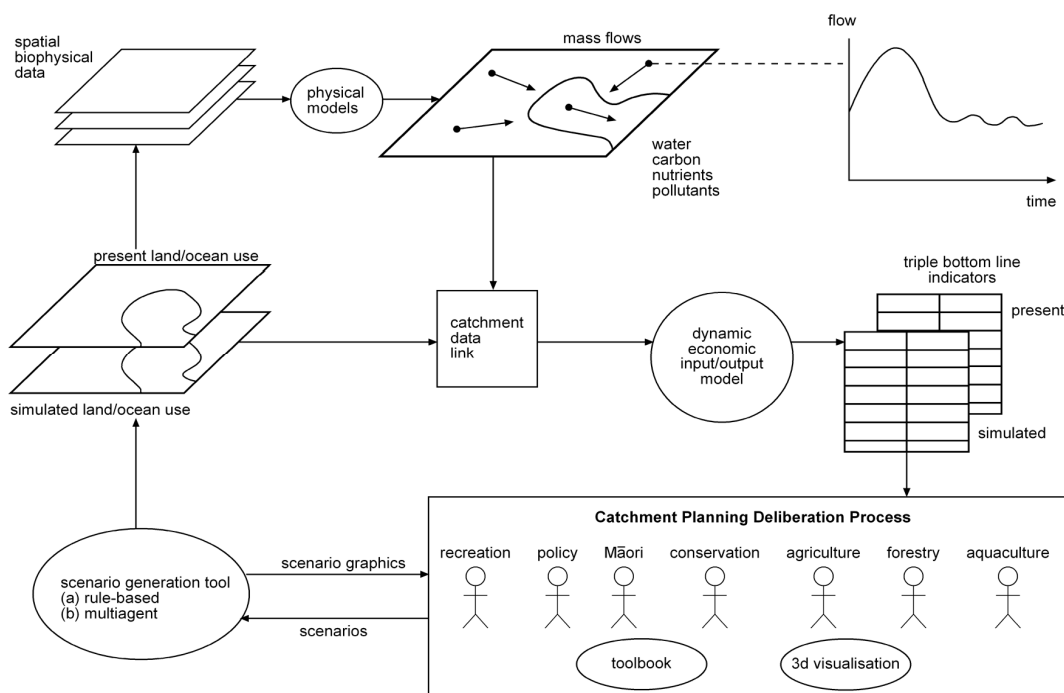 spatial
biophysical
data
physical
models
mass flows
water
carbon
nutrients
pollutants
flow
time
present land/ocean use
simulated land/ocean use
catchment
data
link
dynamic
economic
input/output
model
triple bottom line
indicators
present
simulated
scenario generation tool
(a) rule-based
(b) multiagent
scenario graphics
scenarios
Catchment Planning Deliberation Process
recreation policy Māori conservation agriculture forestry aquaculture
toolbook 3d visualisation